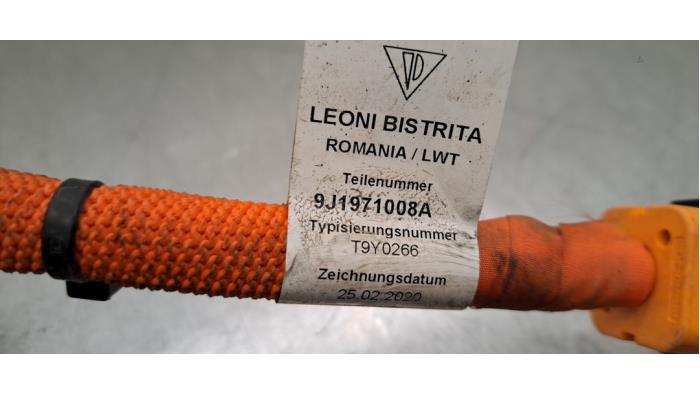 LEONI BISTRITA
ROMANIA / LWT
Teilenummer
9J1971008A
Typisierungsnummer
T9Y0266
Zeichnungsdatum
25.02.2020